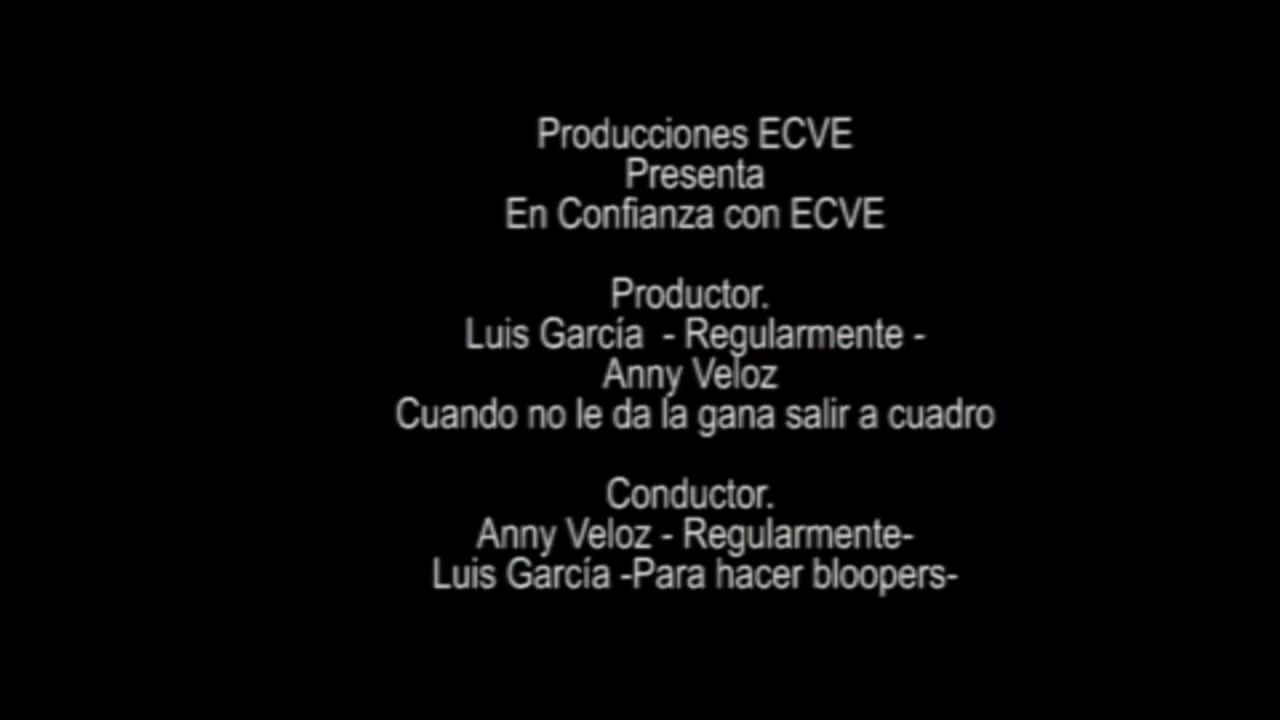 Producciones ECVE
Presenta
En Confianza con ECVE
Productor.
Luis García  - Regularmente -
Anny Veloz
Cuando no le da la gana salir a cuadro
Conductor.
Anny Veloz - Regularmente-
Luis García -Para hacer bloopers-